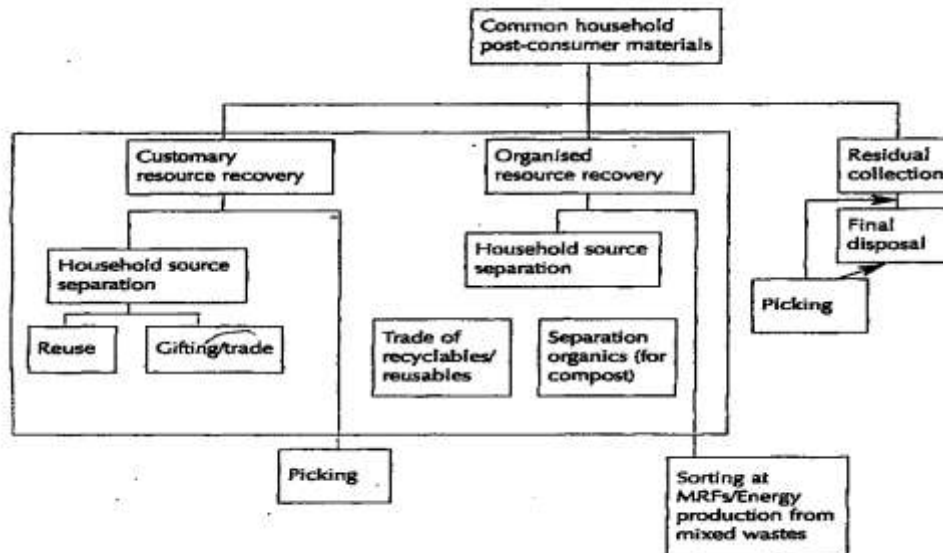 Common household
post-consumer materials
Customary
resource recovery
Organised
resource recovery
Residual
collection
Final
disposal
Household source
separation
Household source
separation
Picking
Reuse
Gifting/trade
Trade of
recyclables/
reusables
Separation
organics (for
compost)
Picking
Sorting at
MRFs/Energy
production from
mixed wastes